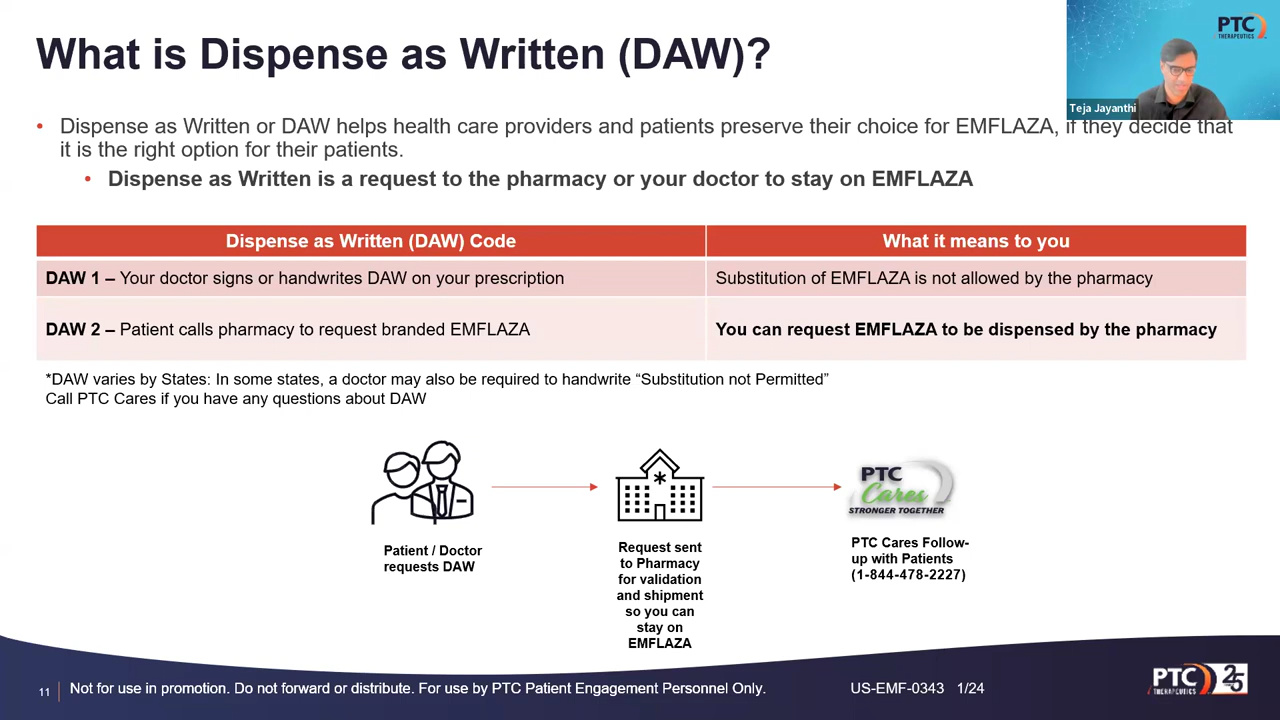 What is Dispense as Written (DAW)?
PTC
THERAPEUTICS
Teja Jayanthi
• Dispense as Written or DAW helps health care providers and patients preserve their choice for EMFLAZA, if they decide that
it is the right option for their patients.
• Dispense as Written is a request to the pharmacy or your doctor to stay on EMFLAZA
Dispense as Written (DAW) Code
What it means to you
DAW 1 – Your doctor signs or handwrites DAW on your prescription
Substitution of EMFLAZA is not allowed by the pharmacy
DAW 2 – Patient calls pharmacy to request branded EMFLAZA
You can request EMFLAZA to be dispensed by the pharmacy
*DAW varies by States: In some states, a doctor may also be required to handwrite “Substitution not Permitted”
Call PTC Cares if you have any questions about DAW
Patient / Doctor
requests DAW
Request sent
to Pharmacy
for validation
and shipment
so you can
stay on
EMFLAZA
PTC
Cares
STRONGER TOGETHER
PTC Cares Follow-
up with Patients
(1-844-478-2227)
11
Not for use in promotion. Do not forward or distribute. For use by PTC Patient Engagement Personnel Only.
US-EMF-0343 1/24
PTC
THERAPEUTICS
25